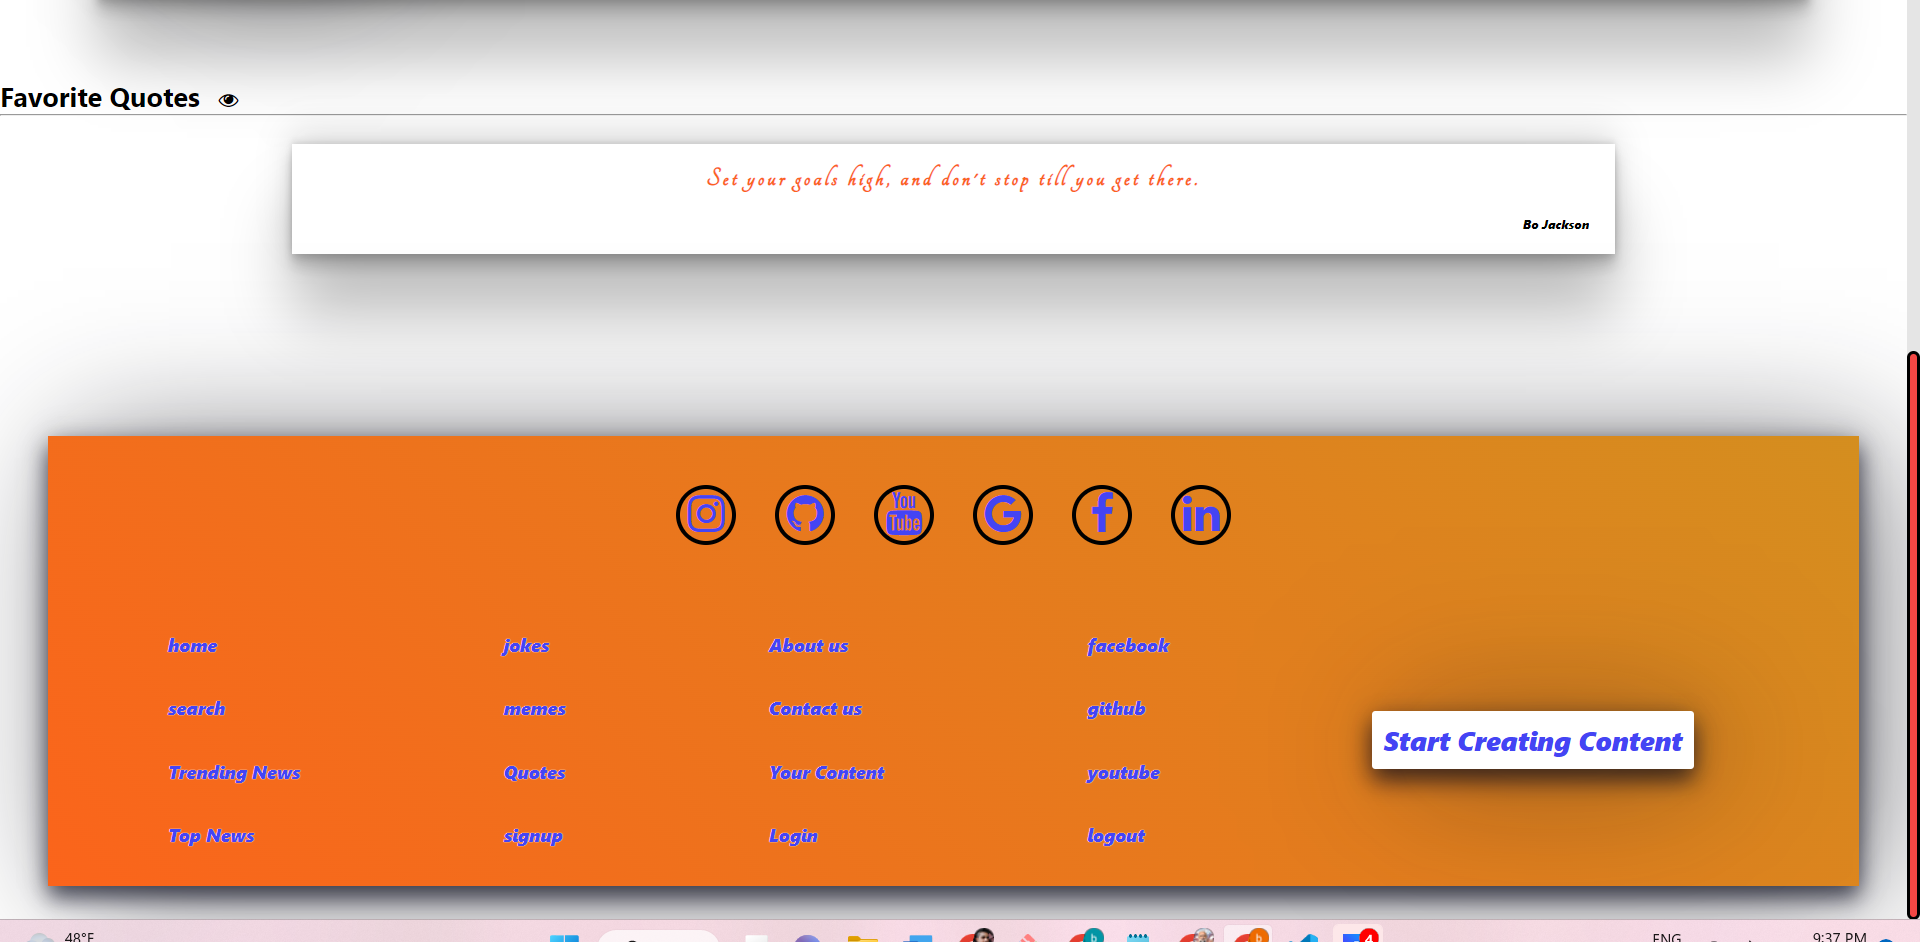 Favorite Quotes
Set your goals high, and don't stop till you get there.
Bo Jackson
You
Tube
G
f
in
home jokes About us facebook
search memes Contact us github
Trending News Quotes Your Content youtube
Top News signup Login logout
Start Creating Content
48°F
b
b
4
ENG
9:37 PM